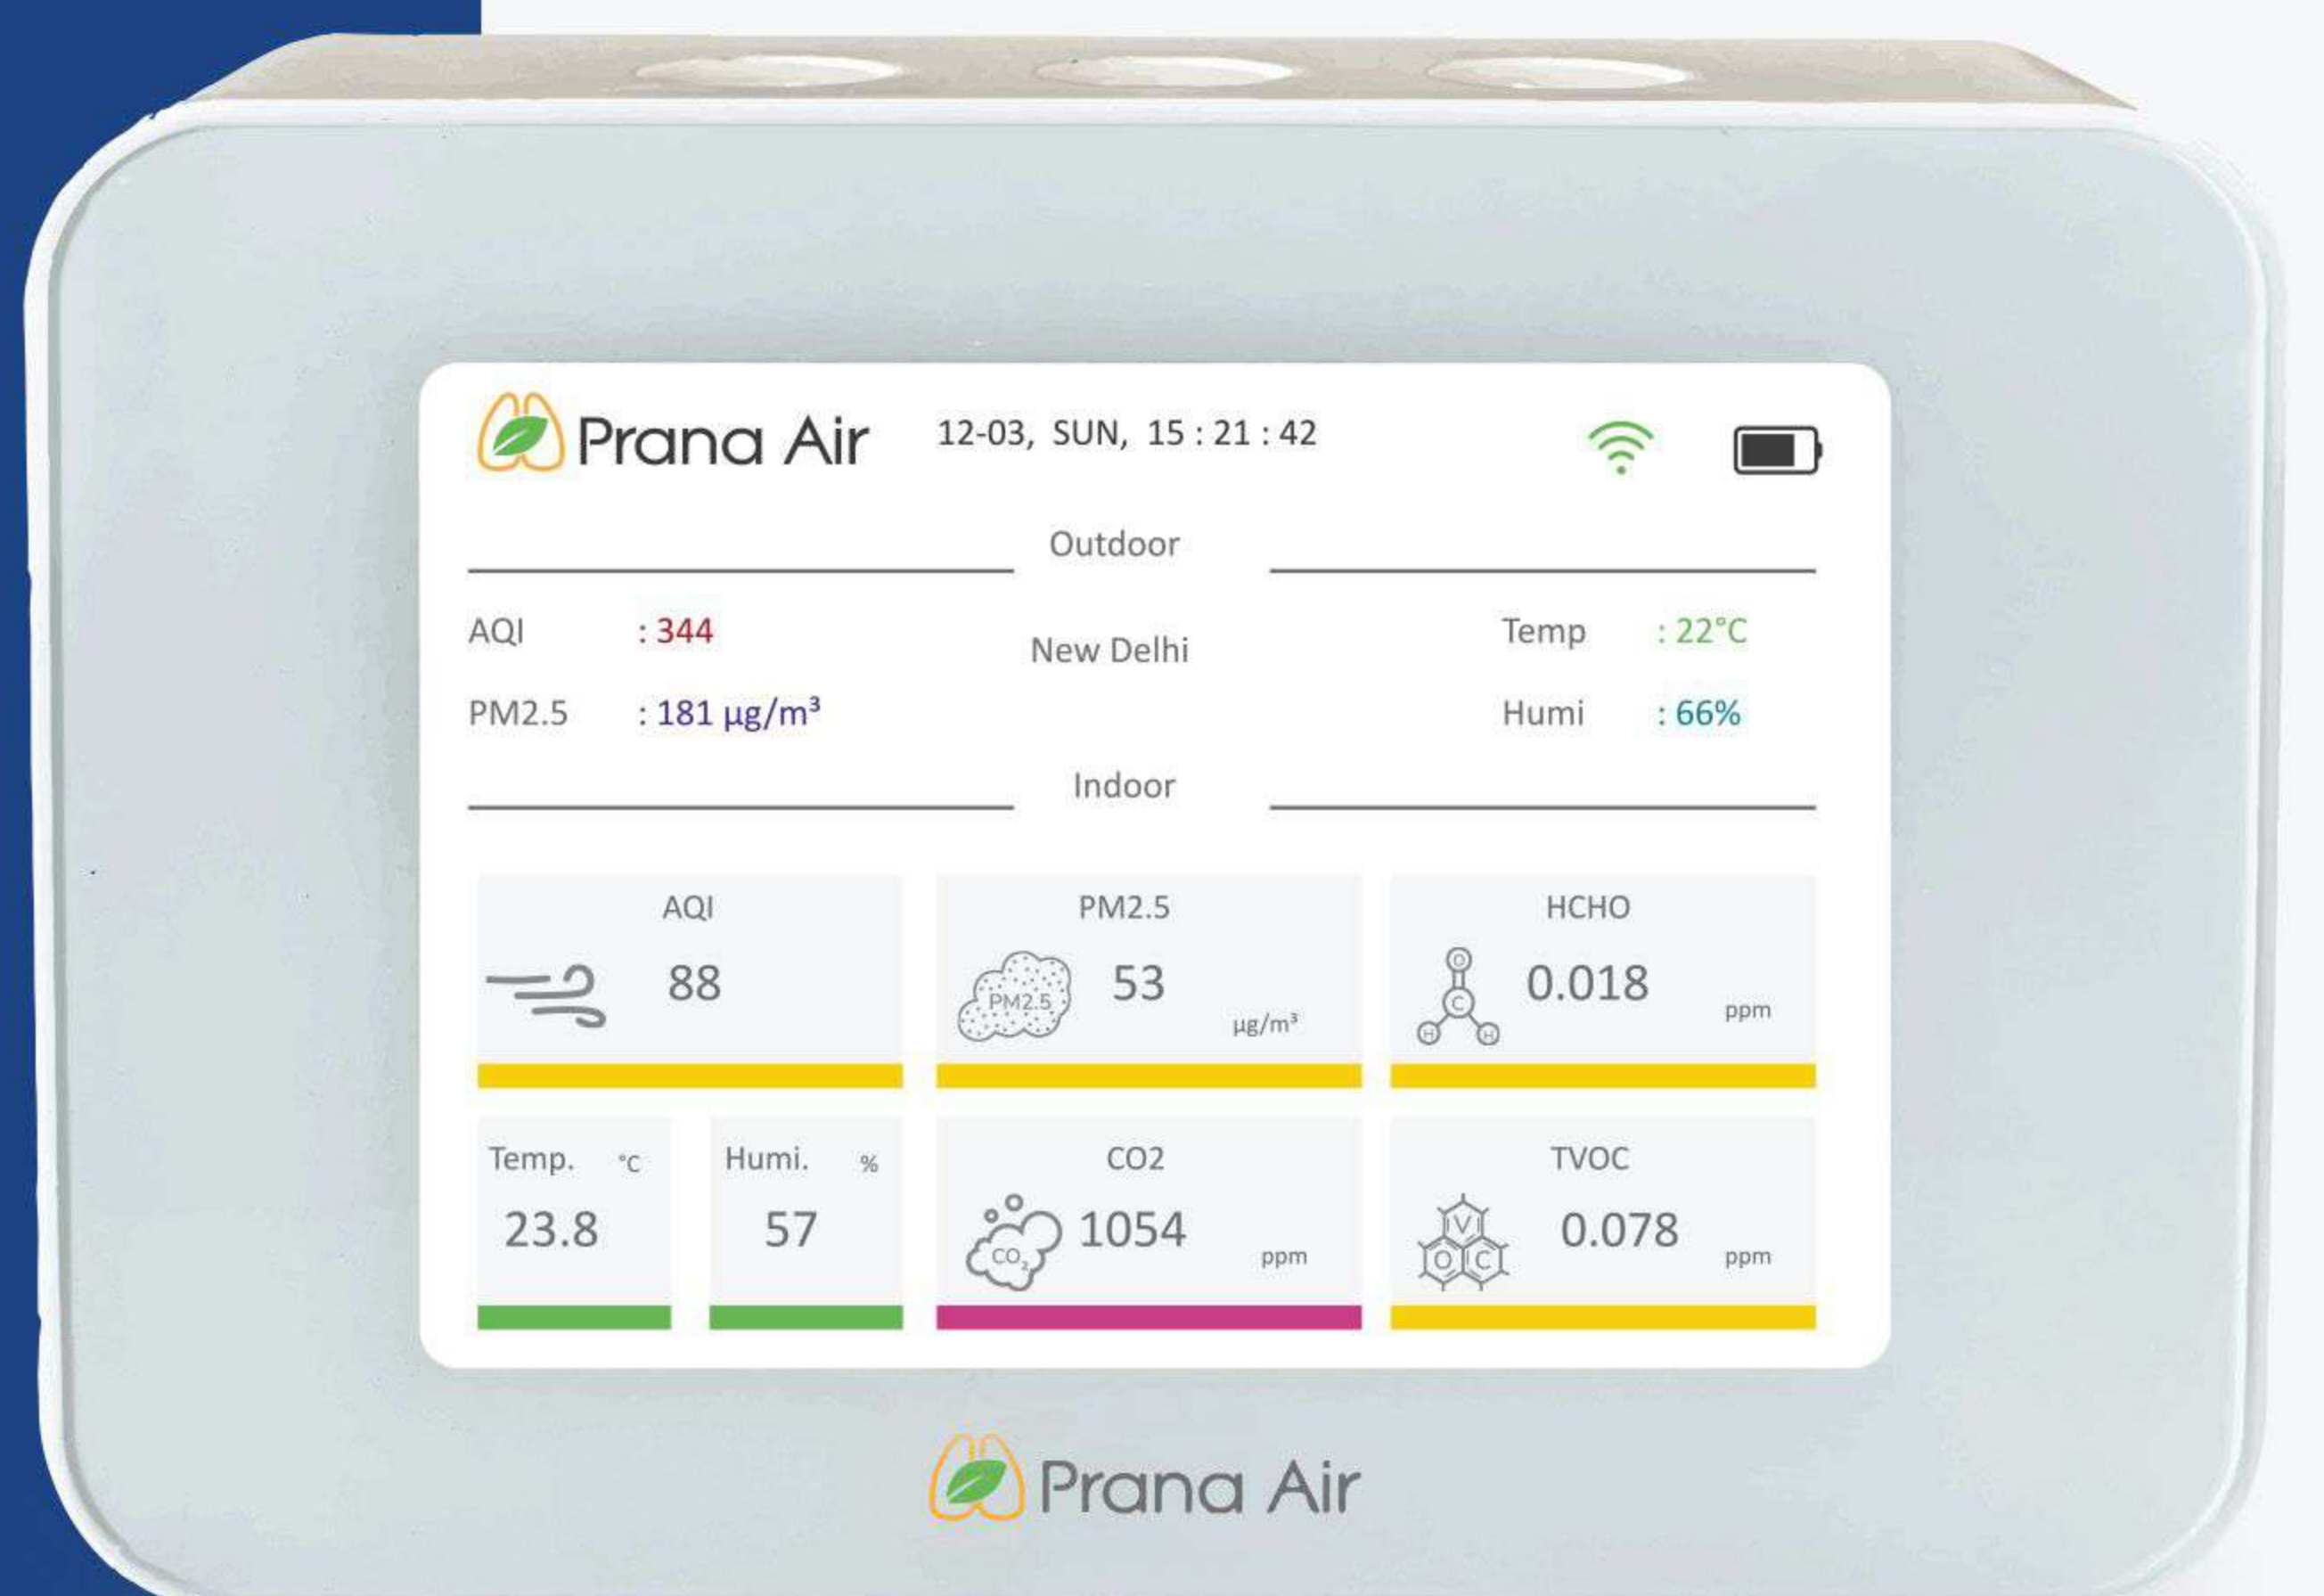 Prana Air 12-03, SUN, 15 : 21 : 42
Outdoor
AQI : 344 New Delhi Temp : 22°C
PM2.5 : 181 µg/m³ Humi : 66%
Indoor
AQI
88
PM2.5
PM2.5 53 µg/m³
HCHO
O
C
H H
0.018 ppm
Temp. °C
23.8
Humi. %
57
CO2
CO₂ 1054 ppm
TVOC
V
O C
0.078 ppm
Prana Air